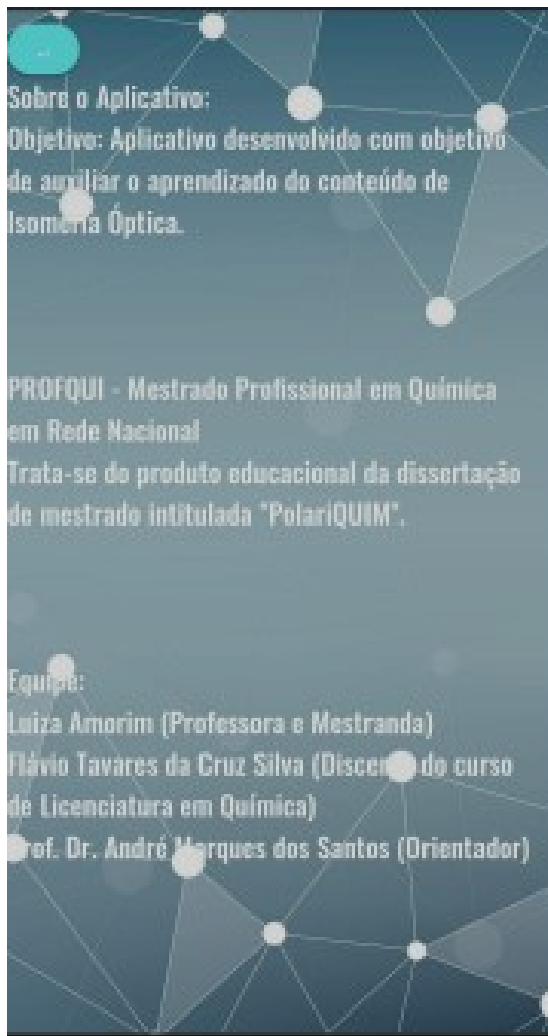 Sobre o Aplicativo:
Objetivo: Aplicativo desenvolvido com objetivo
de auxiliar o aprendizado do conteúdo de
Isomeria Óptica.
PROFQUI - Mestrado Profissional em Química
em Rede Nacional
Trata-se do produto educacional da dissertação
de mestrado intitulada "PolariQUIM".
Equipe:
Luiza Amorim (Professora e Mestranda)
Flávio Tavares da Cruz Silva (Discente do curso
de Licenciatura em Química)
Prof. Dr. André Marques dos Santos (Orientador)